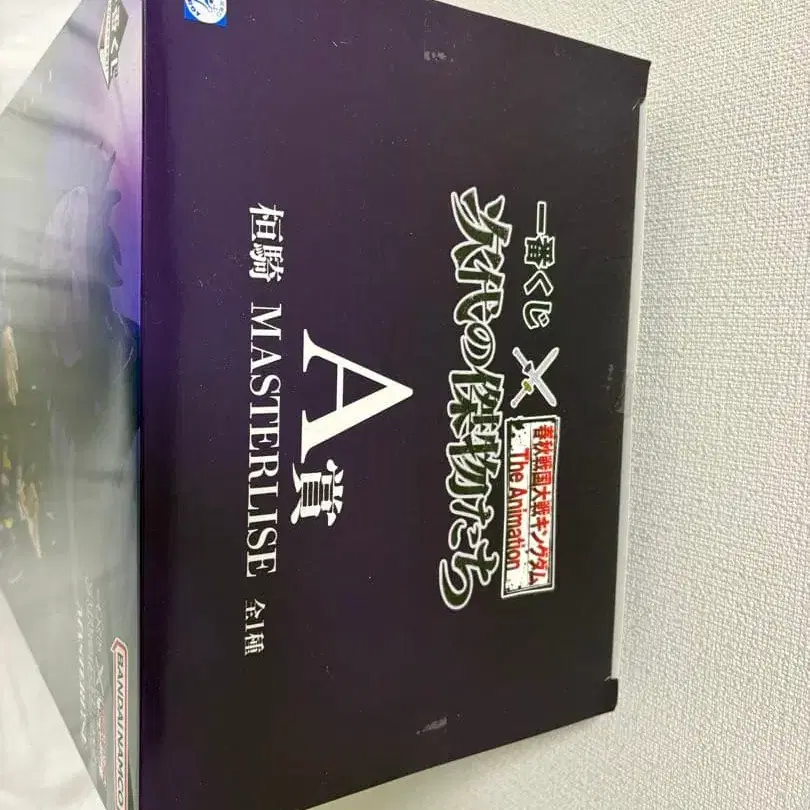 一番くじ
春秋戦国大戦キングダム
The Animation
次代の傑物たち
A賞
桓騎 MASTERLISE 全1種
BANDAI NAMCO